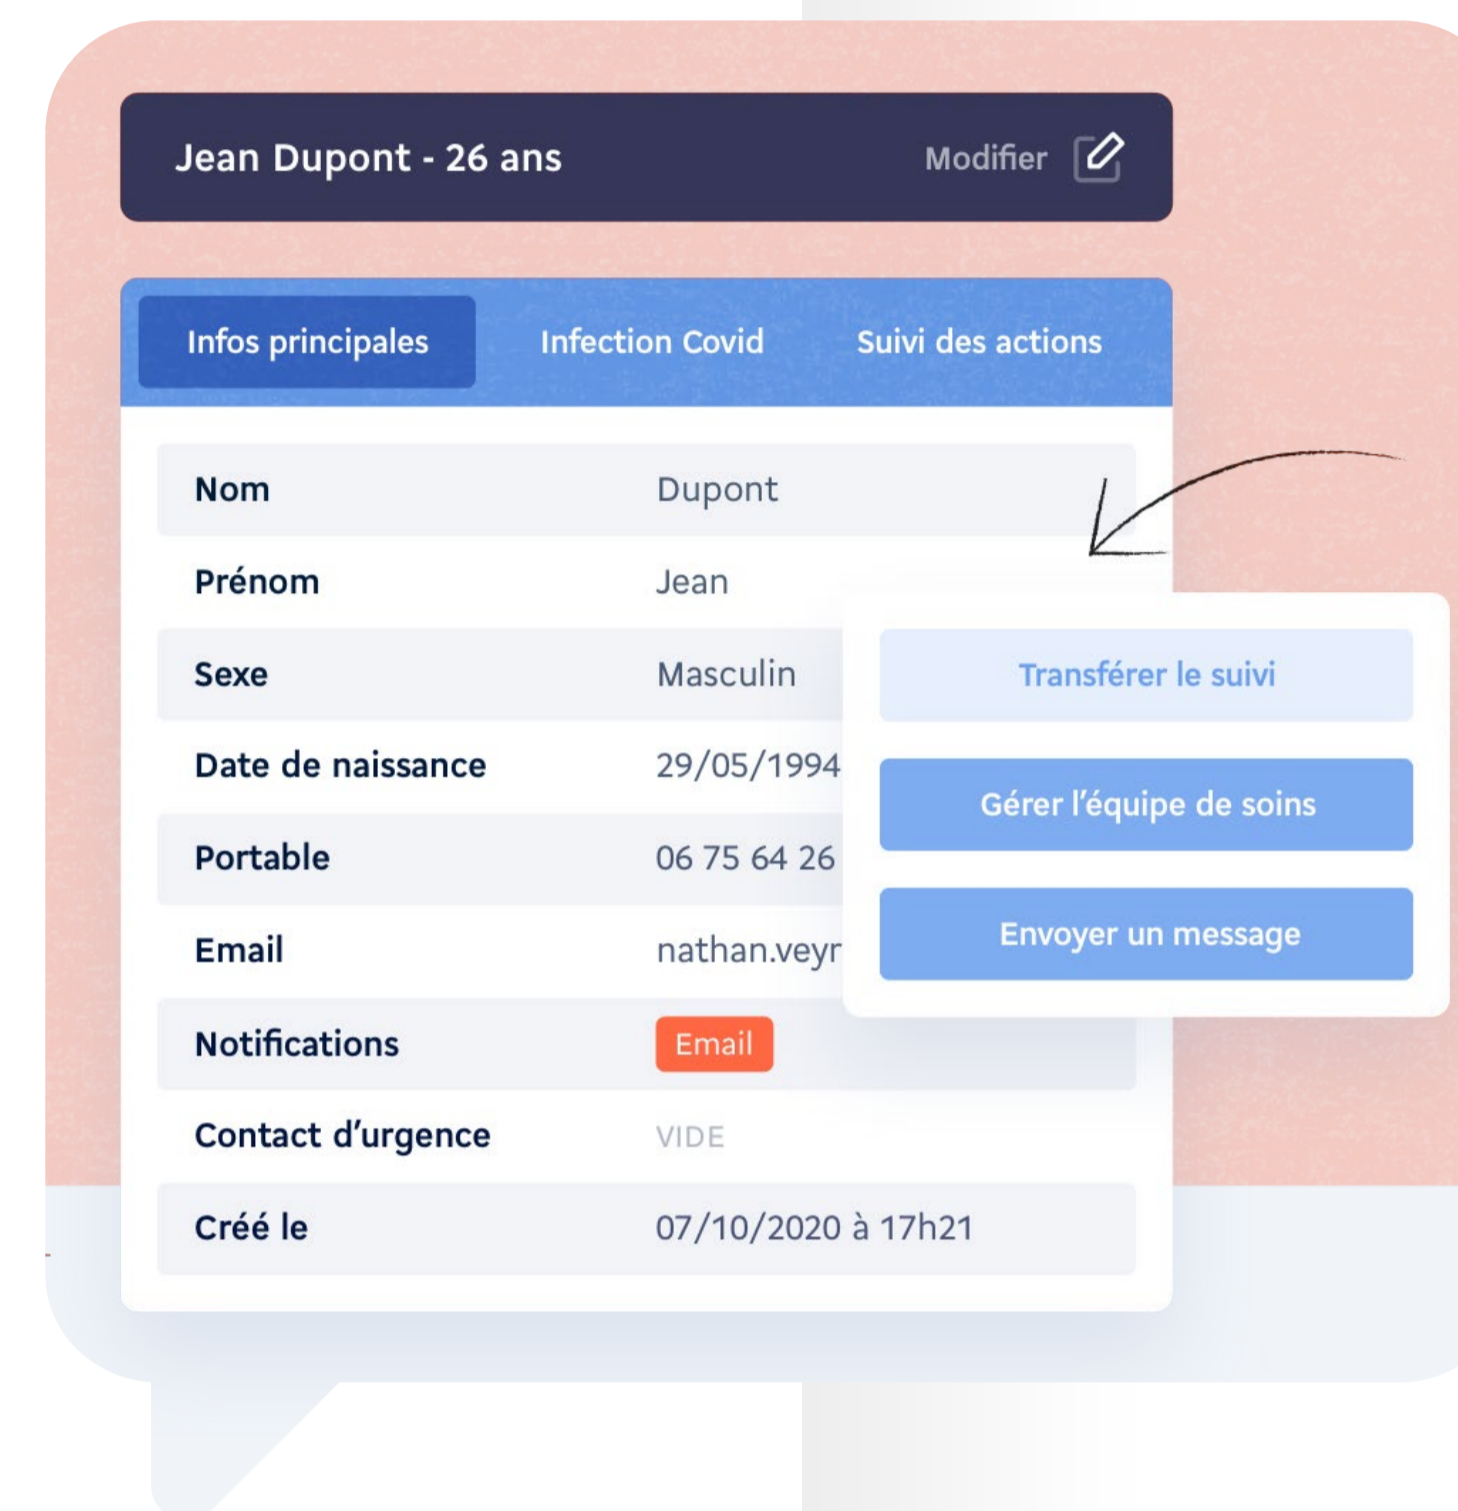 Jean Dupont - 26 ans Modifier
Infos principales Infection Covid Suivi des actions
Nom Dupont
Prénom Jean
Sexe Masculin
Transférer le suivi
Date de naissance 29/05/1994
Gérer l’équipe de soins
Portable 06 75 64 26
Email nathan.veyr
Envoyer un message
Notifications Email
Contact d’urgence VIDE
Créé le 07/10/2020 à 17h21